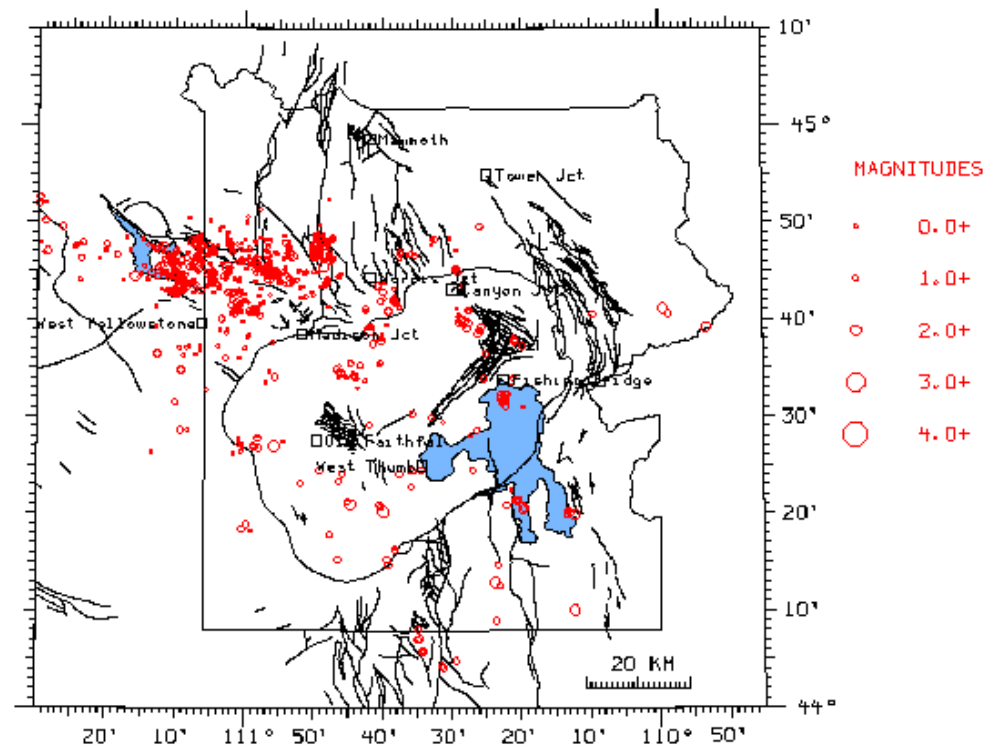 10'
45°
Mammoth
MAGNITUDES
Tower Jct
50'
0.0+
1.0+
Canyon Jct
40'
West Yellowstone
Madison Jct
2.0+
Fishing Bridge
3.0+
30'
4.0+
Old Faithful
West Thumb
20'
10'
20 KM
44°
20' 10' 111° 50' 40' 30' 20' 10' 50'